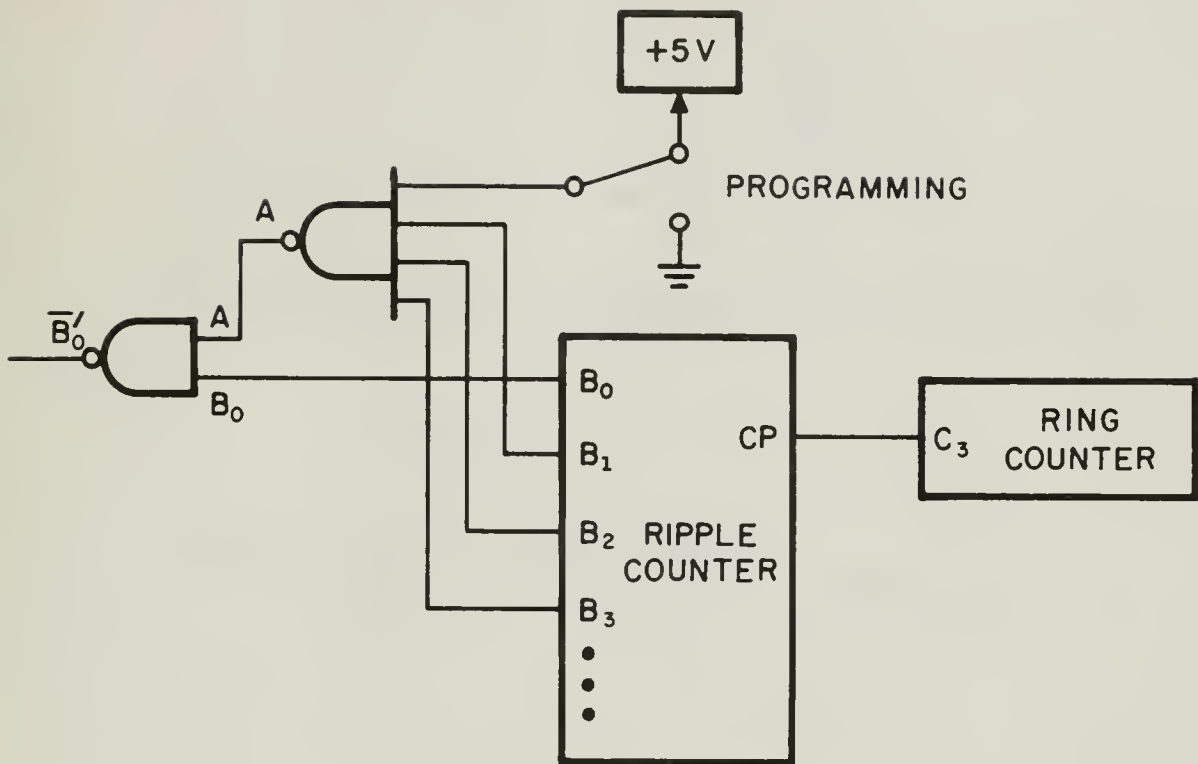 +5V
PROGRAMMING
A
A
B̅₀′
B₀
B₀
CP
C₃
RING
COUNTER
B₁
B₂
RIPPLE
COUNTER
B₃